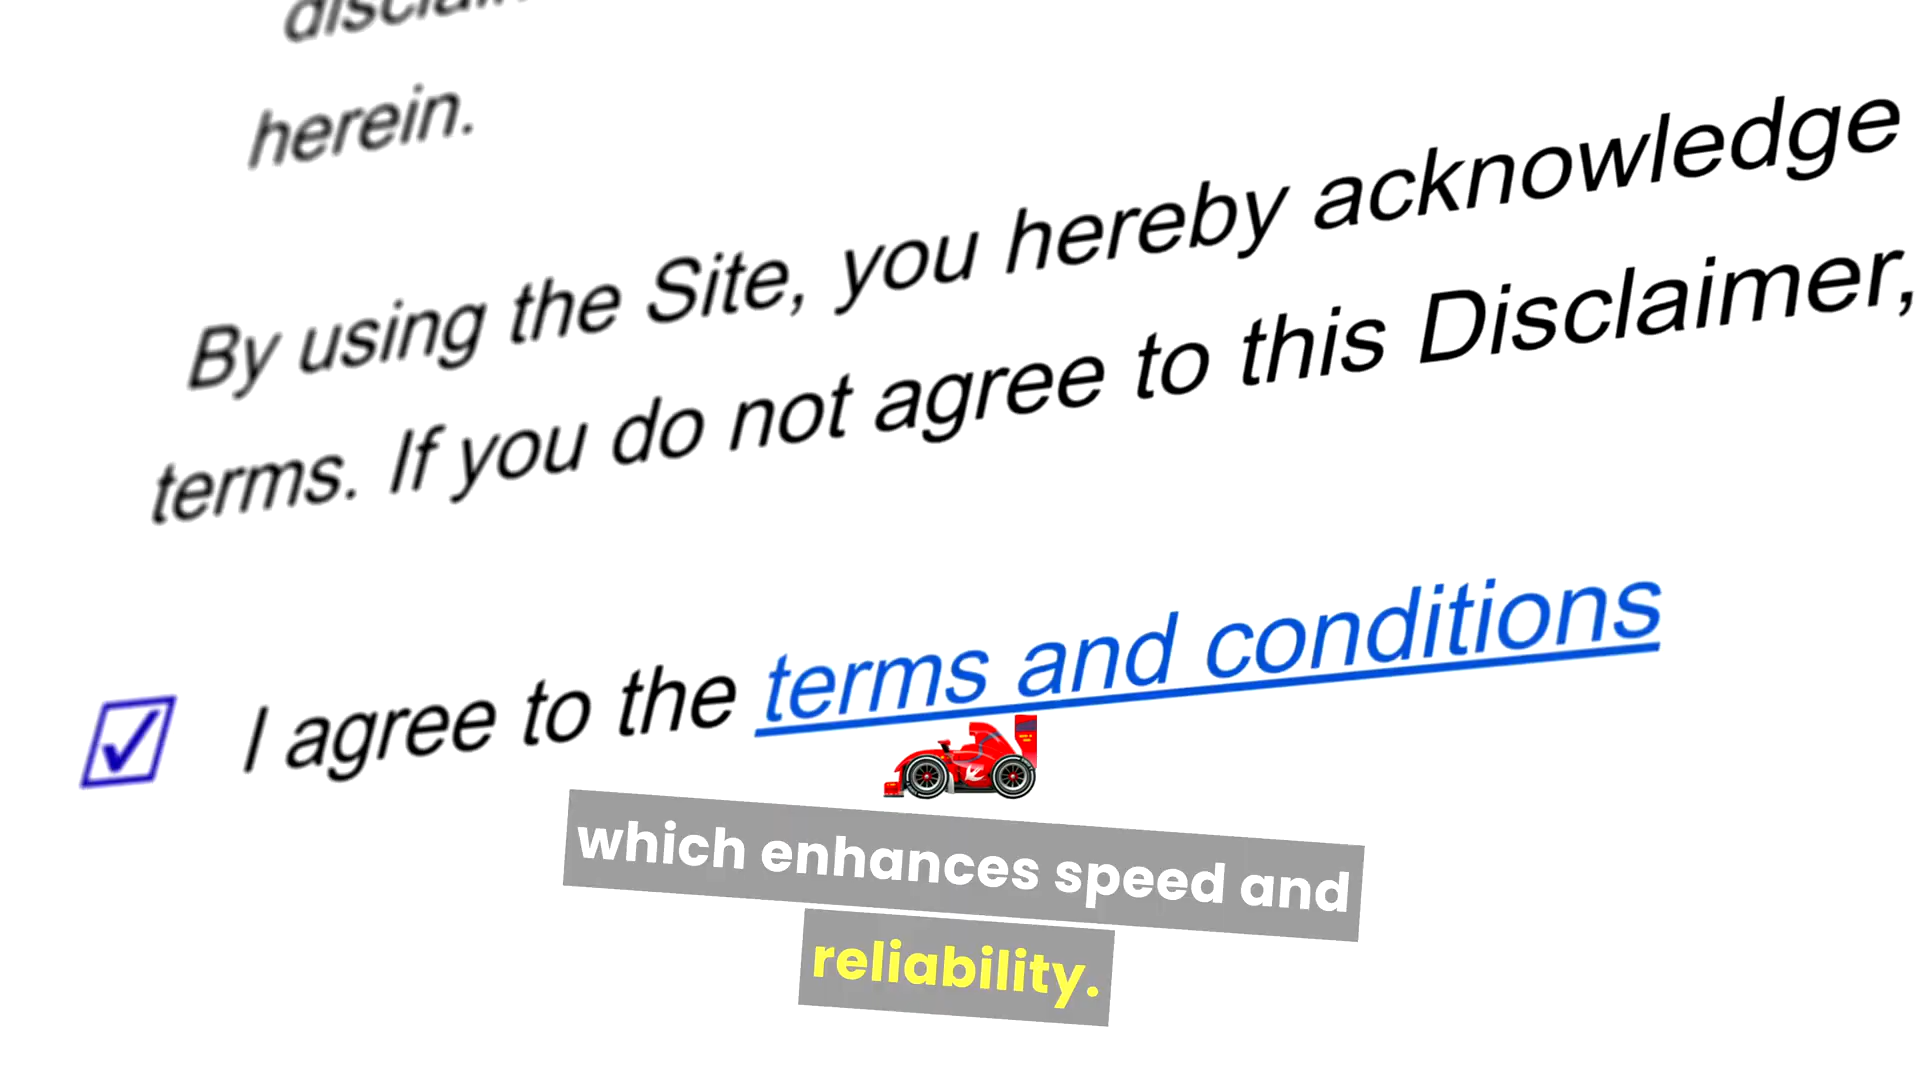 herein.
By using the Site, you hereby acknowledge
terms. If you do not agree to this Disclaimer,
I agree to the terms and conditions
which enhances speed and
reliability.